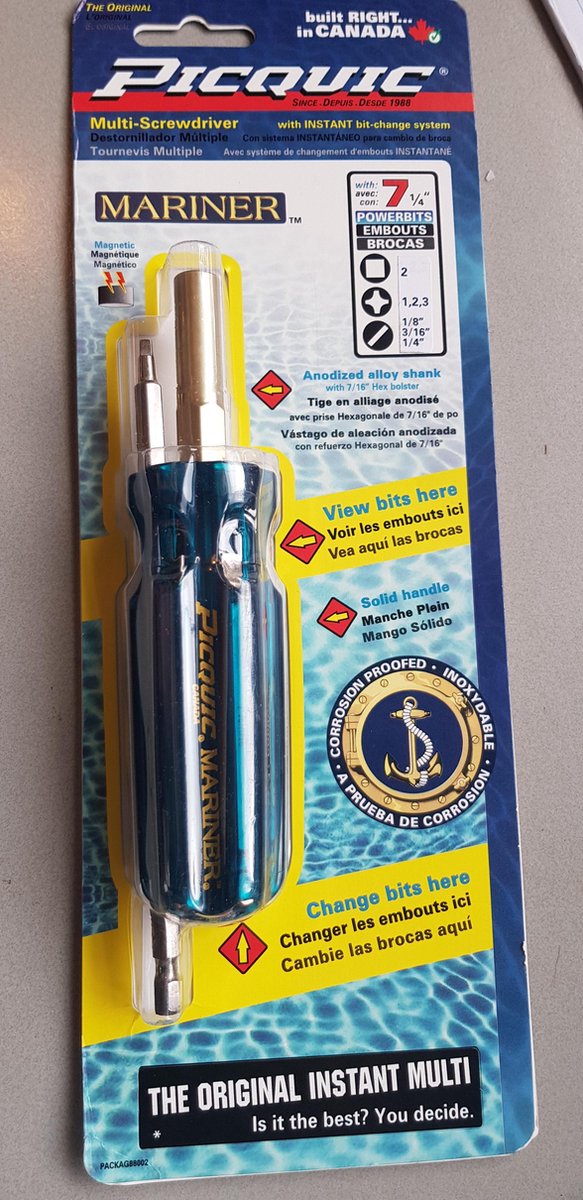 THE ORIGINAL
L'ORIGINAL
EL ORIGINAL
built RIGHT...
in CANADA
PICQUIC®
SINCE . DEPUIS . DESDE 1988
Multi-Screwdriver with INSTANT bit-change system
Destornillador Múltiple Con sistema INSTANTÁNEO para cambio de broca
Tournevis Multiple Avec système de changement d'embouts INSTANTANÉ
MARINER™
with:
avec:
con:
7 1/4"
POWERBITS
EMBOUTS
BROCAS
2
1,2,3
1/8"
3/16"
1/4"
Magnetic
Magnétique
Magnético
Anodized alloy shank
with 7/16" Hex bolster
Tige en alliage anodisé
avec prise Hexagonale de 7/16" de po
Vástago de aleación anodizada
con refuerzo Hexagonal de 7/16"
View bits here
Voir les embouts ici
Vea aquí las brocas
Solid handle
Manche Plein
Mango Sólido
CORROSION PROOFED • INOXYDABLE
• A PRUEBA DE CORROSION •
PICQUIC® MARINER®
CANADA
Change bits here
Changer les embouts ici
Cambie las brocas aquí
THE ORIGINAL INSTANT MULTI
* Is it the best? You decide.
PACKAG88002